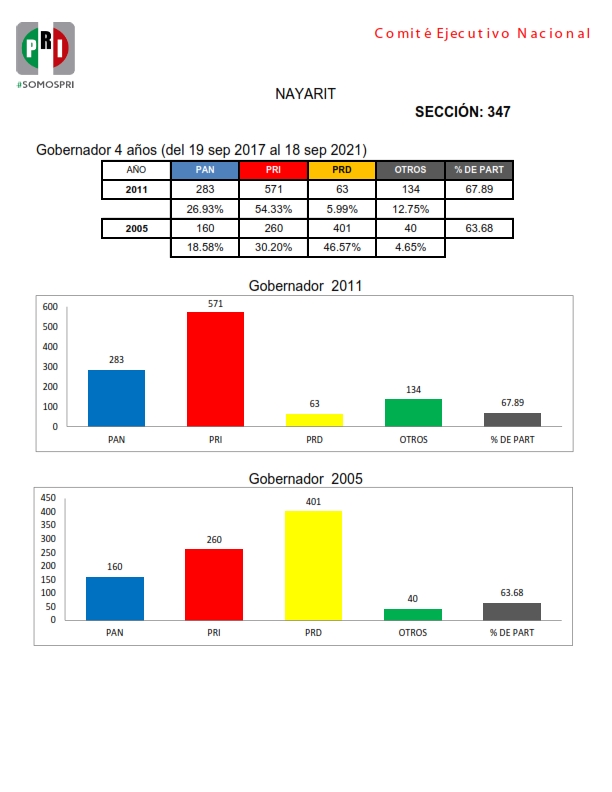 Comité Ejecutivo Nacional
PRI
#SOMOSPRI
NAYARIT
SECCIÓN: 347
Gobernador 4 años (del 19 sep 2017 al 18 sep 2021)
AÑO PAN PRI PRD OTROS % DE PART
2011 283 571 63 134 67.89
26.93% 54.33% 5.99% 12.75%
2005 160 260 401 40 63.68
18.58% 30.20% 46.57% 4.65%
Gobernador 2011
600
500
400
300
200
100
0
283
571
63
134
67.89
PAN PRI PRD OTROS % DE PART
Gobernador 2005
450
400
350
300
250
200
150
100
50
0
160
260
401
40
63.68
PAN PRI PRD OTROS % DE PART